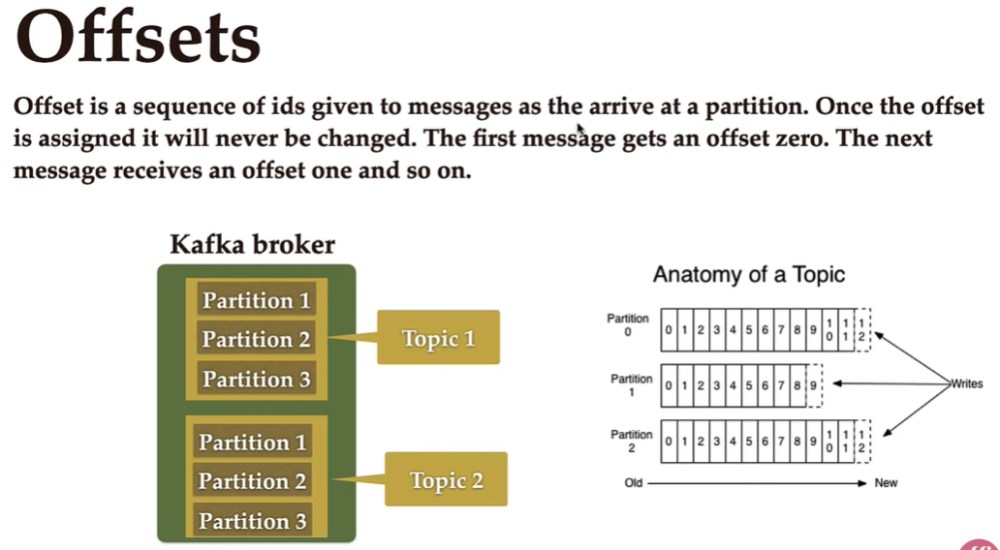 Offsets
Offset is a sequence of ids given to messages as the arrive at a partition. Once the offset
is assigned it will never be changed. The first message gets an offset zero. The next
message receives an offset one and so on.
Kafka broker
Partition 1
Partition 2
Partition 3
Topic 1
Partition 1
Partition 2
Partition 3
Topic 2
Anatomy of a Topic
Partition
0
0 1 2 3 4 5 6 7 8 9 10 11 12
Partition
1
0 1 2 3 4 5 6 7 8 9
Partition
2
0 1 2 3 4 5 6 7 8 9 10 11 12
Writes
Old
New